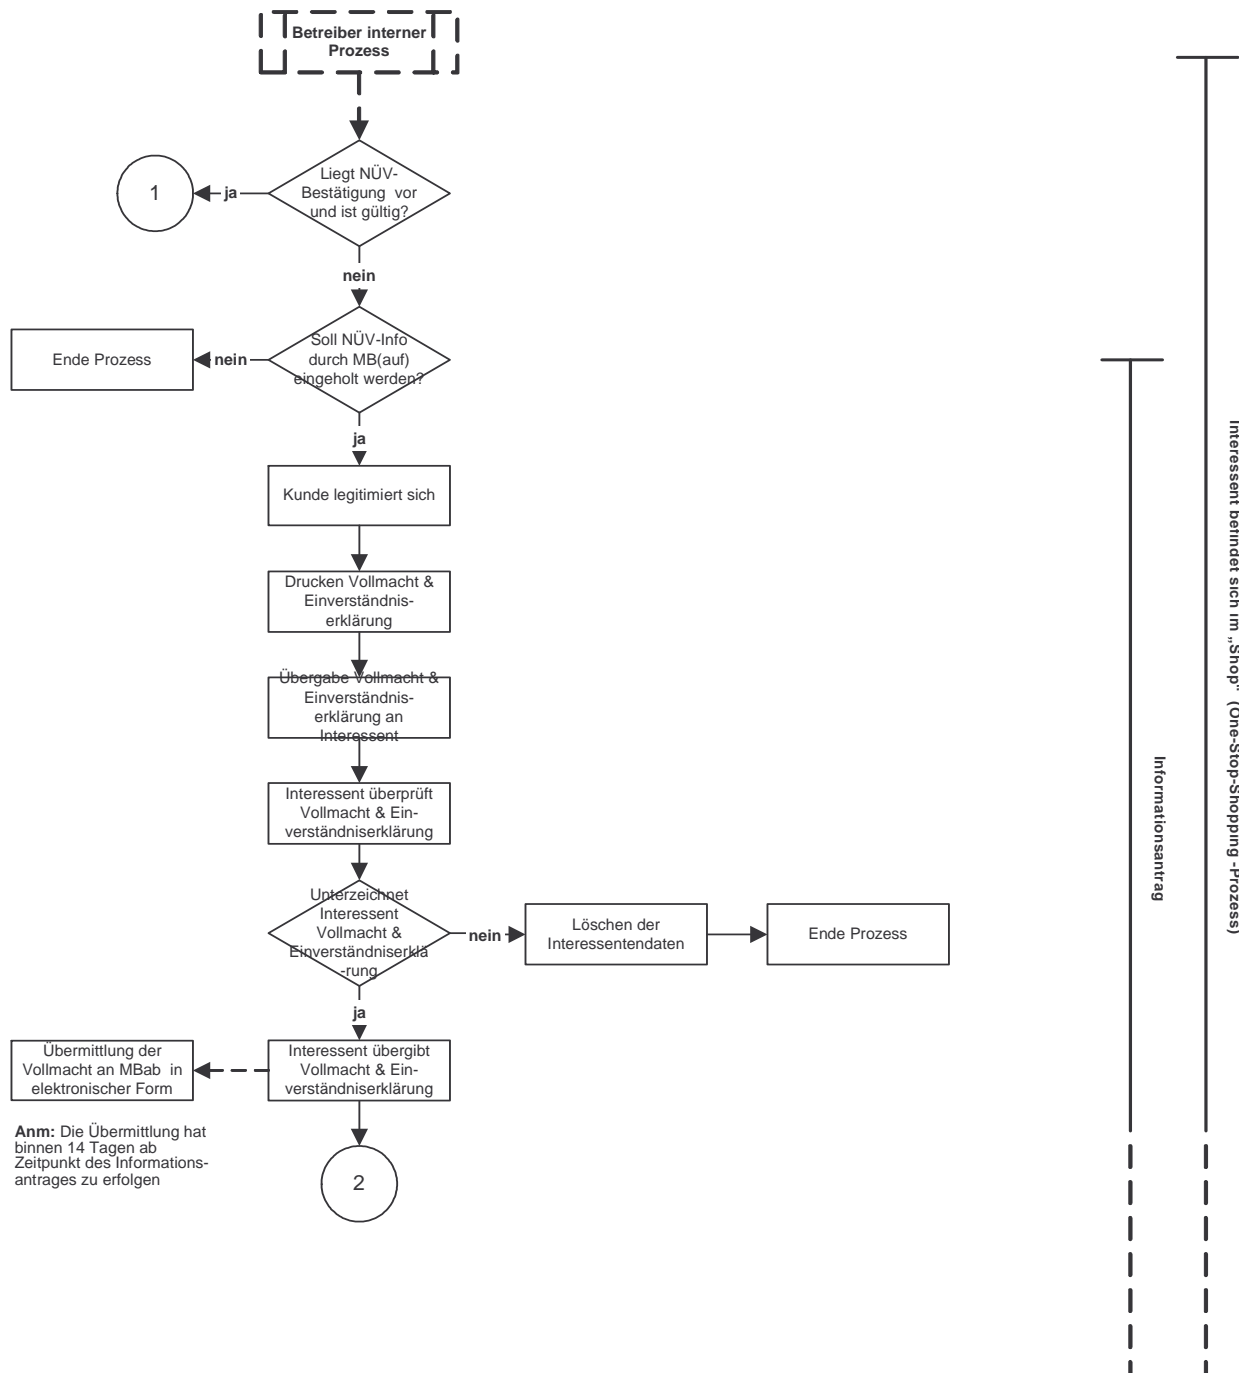 Betreiber interner
Prozess
Liegt NÜV-
Bestätigung vor
und ist gültig?
ja
1
nein
Soll NÜV-Info
durch MB(auf)
eingeholt werden?
nein
Ende Prozess
ja
Kunde legitimiert sich
Drucken Vollmacht &
Einverständnis-
erklärung
Übergabe Vollmacht &
Einverständnis-
erklärung an
Interessent
Interessent überprüft
Vollmacht & Ein-
verständniserklärung
Unterzeichnet
Interessent
Vollmacht &
Einverständniserklä
-rung
nein
Löschen der
Interessentendaten
Ende Prozess
ja
Interessent übergibt
Vollmacht & Ein-
verständniserklärung
Übermittlung der
Vollmacht an MBab in
elektronischer Form
Anm: Die Übermittlung hat
binnen 14 Tagen ab
Zeitpunkt des Informations-
antrages zu erfolgen
2
Informationsantrag
Interessent befindet sich im „Shop“ (One-Stop-Shopping -Prozess)